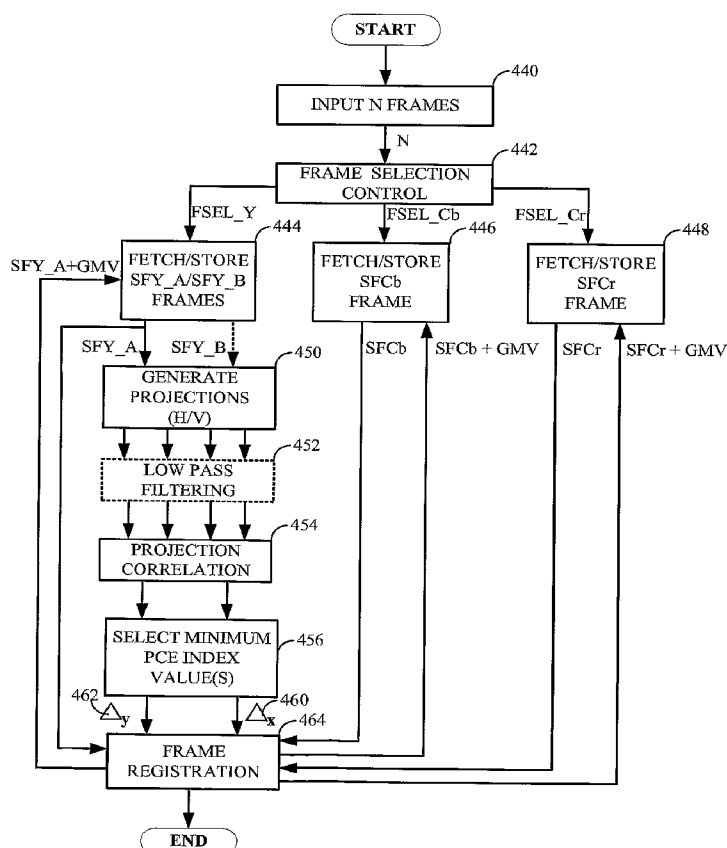 START
440
INPUT N FRAMES
N
442
FRAME SELECTION
CONTROL
FSEL_Y
FSEL_Cb
FSEL_Cr
444
446
448
SFY_A+GMV
FETCH/STORE
SFY_A/SFY_B
FRAMES
FETCH/STORE
SFCb
FRAME
FETCH/STORE
SFCr
FRAME
SFY_A
SFY_B
SFCb
SFCb + GMV
SFCr
SFCr + GMV
450
GENERATE
PROJECTIONS
(H/V)
452
LOW PASS
FILTERING
454
PROJECTION
CORRELATION
456
SELECT MINIMUM
PCE INDEX
VALUE(S)
462
△y
△x
460
464
FRAME
REGISTRATION
END